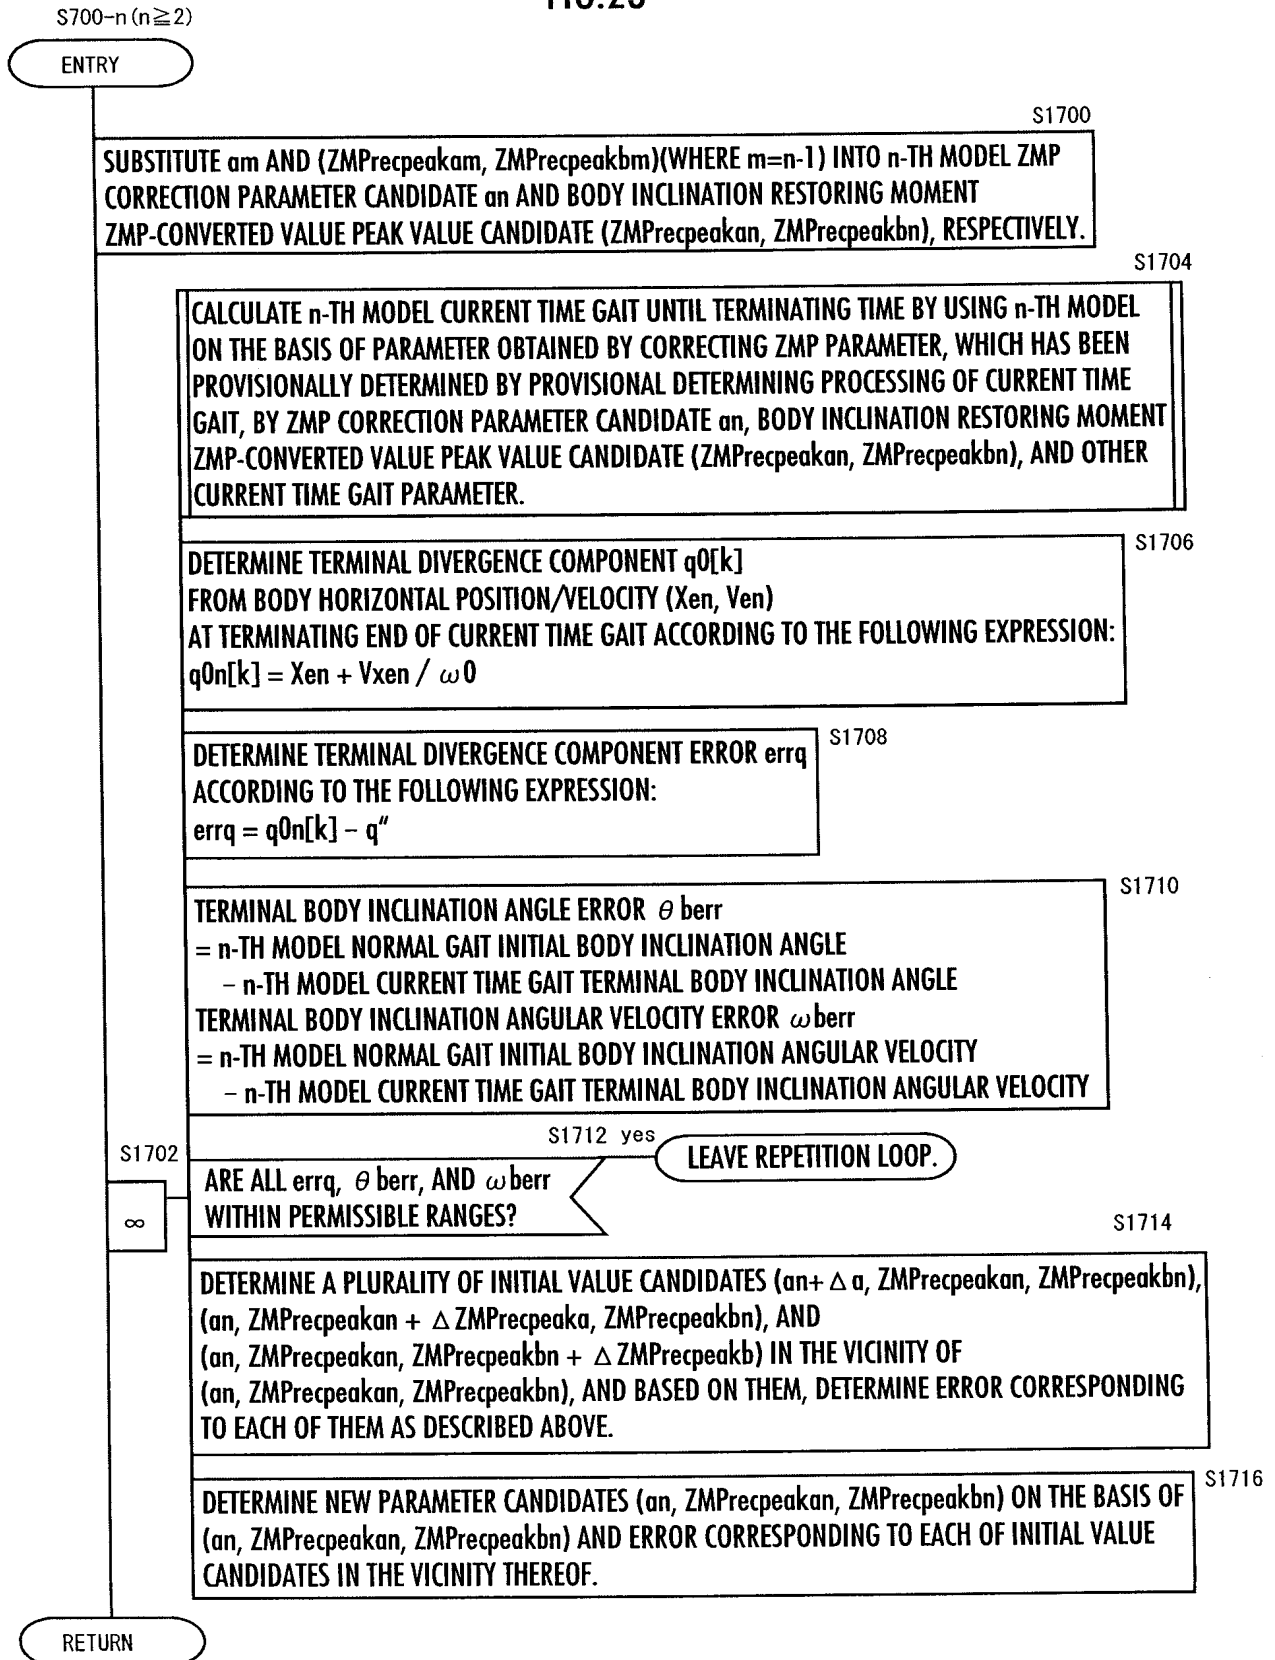 S700-n(n≧2)
ENTRY
S1700
SUBSTITUTE am AND (ZMPrecpeakam, ZMPrecpeakbm)(WHERE m=n-1) INTO n-TH MODEL ZMP
CORRECTION PARAMETER CANDIDATE an AND BODY INCLINATION RESTORING MOMENT
ZMP-CONVERTED VALUE PEAK VALUE CANDIDATE (ZMPrecpeakan, ZMPrecpeakbn), RESPECTIVELY.
S1704
CALCULATE n-TH MODEL CURRENT TIME GAIT UNTIL TERMINATING TIME BY USING n-TH MODEL
ON THE BASIS OF PARAMETER OBTAINED BY CORRECTING ZMP PARAMETER, WHICH HAS BEEN
PROVISIONALLY DETERMINED BY PROVISIONAL DETERMINING PROCESSING OF CURRENT TIME
GAIT, BY ZMP CORRECTION PARAMETER CANDIDATE an, BODY INCLINATION RESTORING MOMENT
ZMP-CONVERTED VALUE PEAK VALUE CANDIDATE (ZMPrecpeakan, ZMPrecpeakbn), AND OTHER
CURRENT TIME GAIT PARAMETER.
S1706
DETERMINE TERMINAL DIVERGENCE COMPONENT q0[k]
FROM BODY HORIZONTAL POSITION/VELOCITY (Xen, Ven)
AT TERMINATING END OF CURRENT TIME GAIT ACCORDING TO THE FOLLOWING EXPRESSION:
q0n[k] = Xen + Vxen / ω0
S1708
DETERMINE TERMINAL DIVERGENCE COMPONENT ERROR errq
ACCORDING TO THE FOLLOWING EXPRESSION:
errq = q0n[k] – q″
S1710
TERMINAL BODY INCLINATION ANGLE ERROR θ berr
= n-TH MODEL NORMAL GAIT INITIAL BODY INCLINATION ANGLE
– n-TH MODEL CURRENT TIME GAIT TERMINAL BODY INCLINATION ANGLE
TERMINAL BODY INCLINATION ANGULAR VELOCITY ERROR ωberr
= n-TH MODEL NORMAL GAIT INITIAL BODY INCLINATION ANGULAR VELOCITY
– n-TH MODEL CURRENT TIME GAIT TERMINAL BODY INCLINATION ANGULAR VELOCITY
S1702
∞
S1712 yes
LEAVE REPETITION LOOP.
ARE ALL errq, θ berr, AND ωberr
WITHIN PERMISSIBLE RANGES?
S1714
DETERMINE A PLURALITY OF INITIAL VALUE CANDIDATES (an+ Δ a, ZMPrecpeakan, ZMPrecpeakbn),
(an, ZMPrecpeakan + Δ ZMPrecpeaka, ZMPrecpeakbn), AND
(an, ZMPrecpeakan, ZMPrecpeakbn + Δ ZMPrecpeakb) IN THE VICINITY OF
(an, ZMPrecpeakan, ZMPrecpeakbn), AND BASED ON THEM, DETERMINE ERROR CORRESPONDING
TO EACH OF THEM AS DESCRIBED ABOVE.
S1716
DETERMINE NEW PARAMETER CANDIDATES (an, ZMPrecpeakan, ZMPrecpeakbn) ON THE BASIS OF
(an, ZMPrecpeakan, ZMPrecpeakbn) AND ERROR CORRESPONDING TO EACH OF INITIAL VALUE
CANDIDATES IN THE VICINITY THEREOF.
RETURN